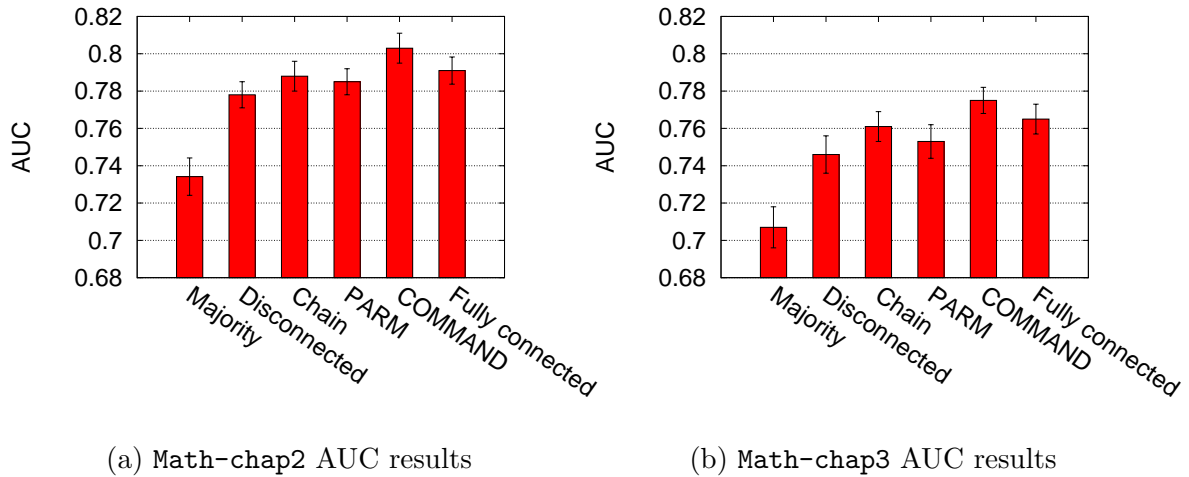 0.82
0.8
0.78
0.76
0.74
0.72
0.7
0.68
AUC
Majority
Disconnected
Chain
PARM
COMMAND
Fully connected
(a) Math-chap2 AUC results
0.82
0.8
0.78
0.76
0.74
0.72
0.7
0.68
AUC
Majority
Disconnected
Chain
PARM
COMMAND
Fully connected
(b) Math-chap3 AUC results